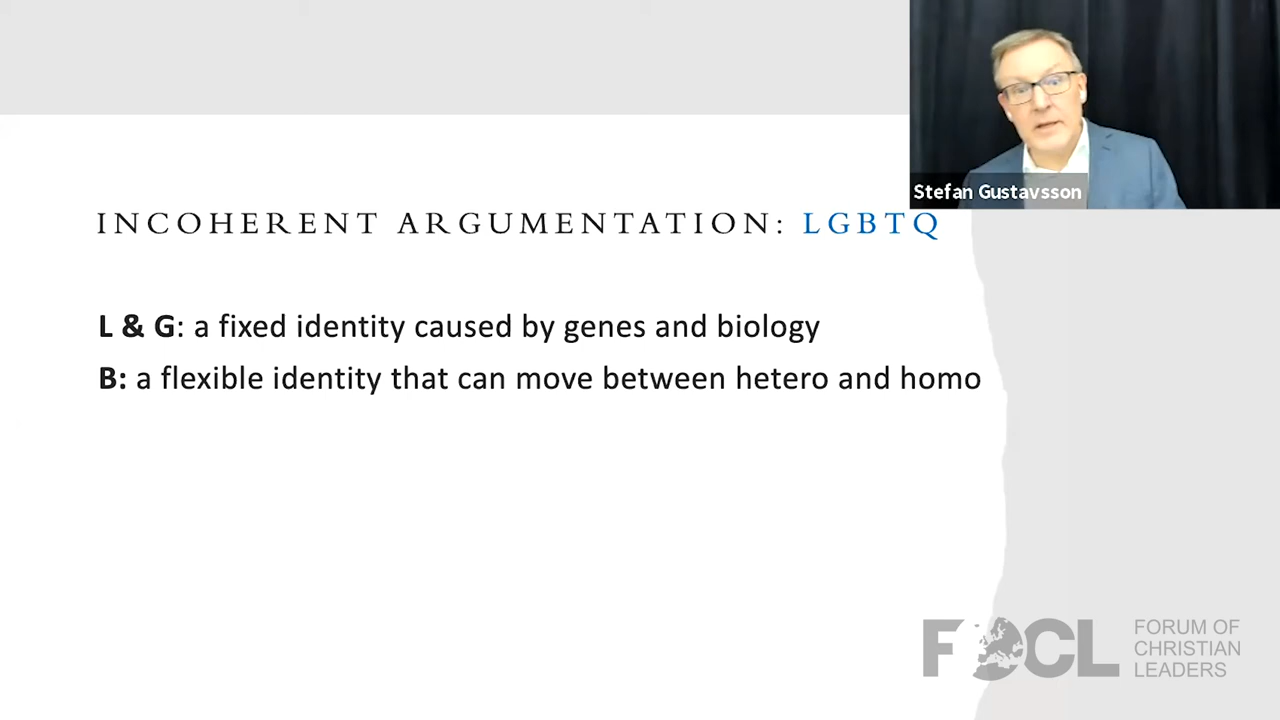 Stefan Gustavsson
INCOHERENT ARGUMENTATION: LGBTQ
L & G: a fixed identity caused by genes and biology
B: a flexible identity that can move between hetero and homo
FOCL
FORUM OF
CHRISTIAN
LEADERS